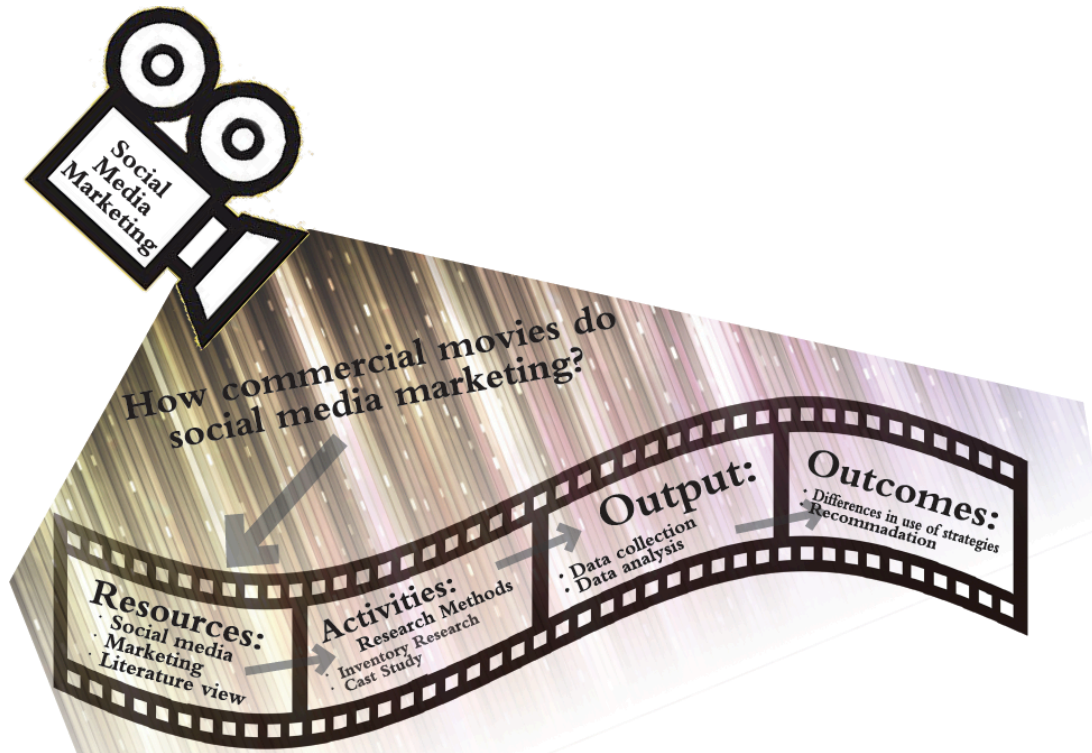 Social
Media
Marketing
How commercial movies do
social media marketing?
Resources:
· Social media
· Marketing
· Literature view
Activities:
Research Methods
· Inventory Research
· Cast Study
Output:
· Data collection
· Data analysis
Outcomes:
· Differences in use of strategies
· Recommadation